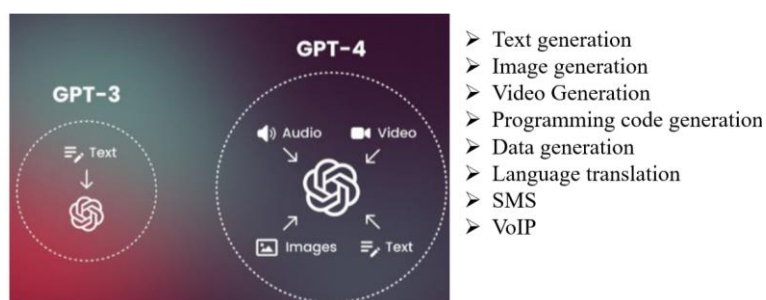 GPT-4
GPT-3
Audio
Video
Text
Images
Text
➢ Text generation
➢ Image generation
➢ Video Generation
➢ Programming code generation
➢ Data generation
➢ Language translation
➢ SMS
➢ VoIP